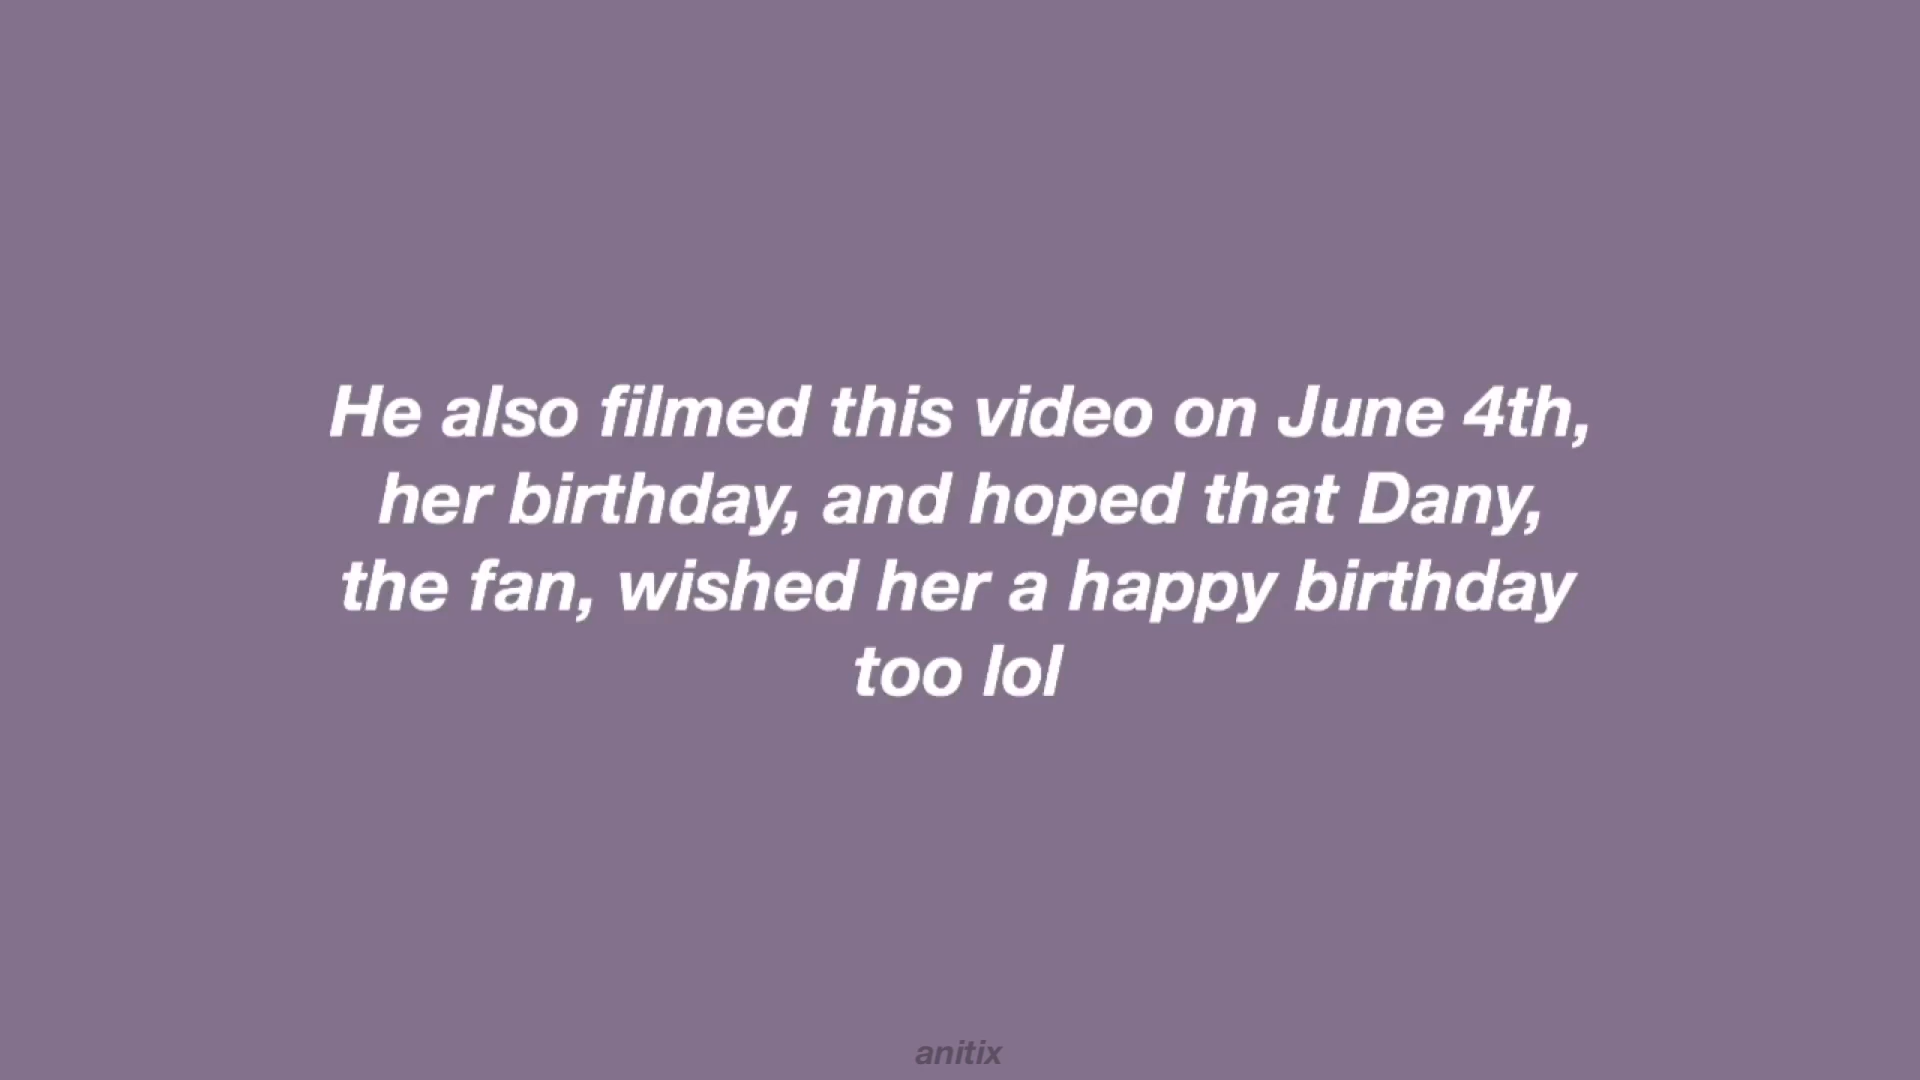 He also filmed this video on June 4th,
her birthday, and hoped that Dany,
the fan, wished her a happy birthday
too lol
anitix